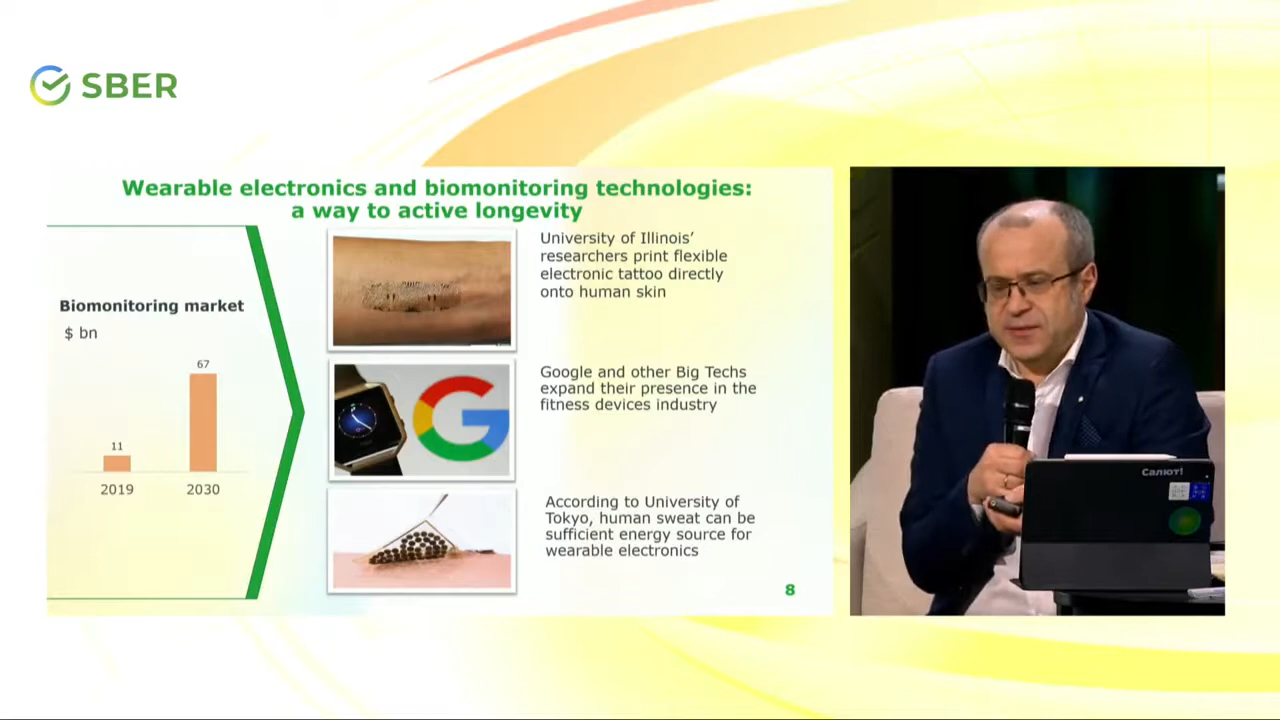 SBER
Wearable electronics and biomonitoring technologies:
a way to active longevity
Biomonitoring market
$ bn
67
11
2019
2030
University of Illinois’
researchers print flexible
electronic tattoo directly
onto human skin
G
Google and other Big Techs
expand their presence in the
fitness devices industry
According to University of
Tokyo, human sweat can be
sufficient energy source for
wearable electronics
8
Салют!